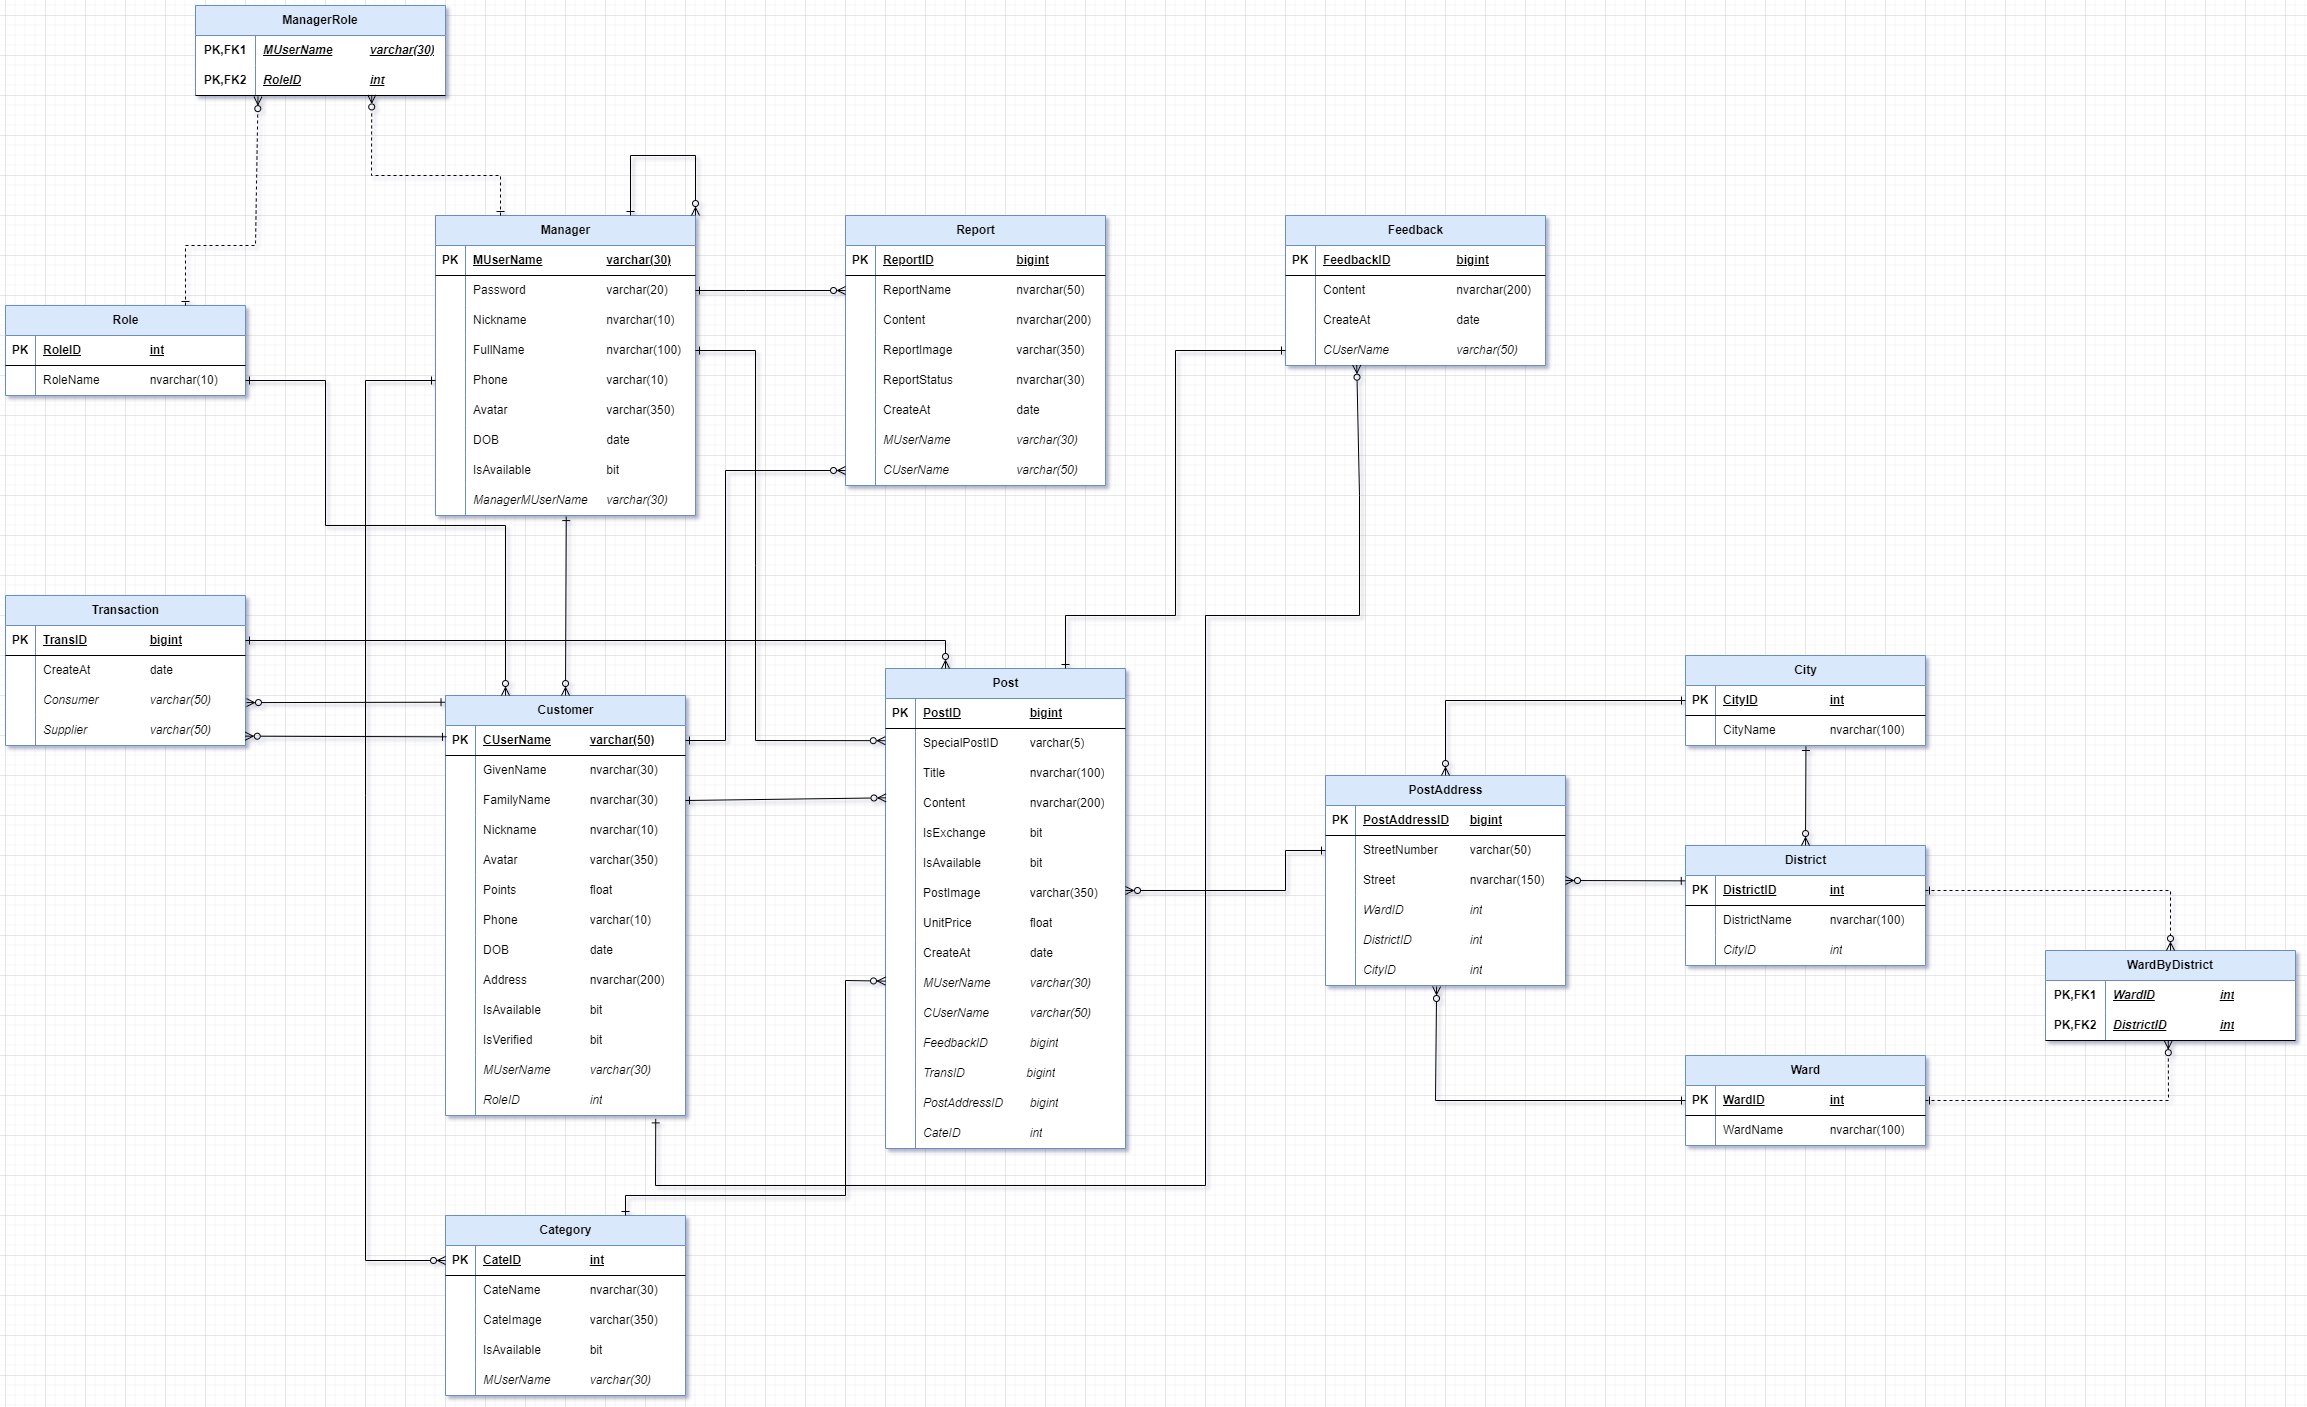 ManagerRole
PK,FK1 MUserName varchar(30)
PK,FK2 RoleID int
Manager
PK MUserName varchar(30)
Password varchar(20)
Nickname nvarchar(10)
FullName nvarchar(100)
Phone varchar(10)
Avatar varchar(350)
DOB date
IsAvailable bit
ManagerMUserName varchar(30)
Report
PK ReportID bigint
ReportName nvarchar(50)
Content nvarchar(200)
ReportImage varchar(350)
ReportStatus nvarchar(30)
CreateAt date
MUserName varchar(30)
CUserName varchar(50)
Feedback
PK FeedbackID bigint
Content nvarchar(200)
CreateAt date
CUserName varchar(50)
Role
PK RoleID int
RoleName nvarchar(10)
Transaction
PK TransID bigint
CreateAt date
Consumer varchar(50)
Supplier varchar(50)
Customer
PK CUserName varchar(50)
GivenName nvarchar(30)
FamilyName nvarchar(30)
Nickname nvarchar(10)
Avatar varchar(350)
Points float
Phone varchar(10)
DOB date
Address nvarchar(200)
IsAvailable bit
IsVerified bit
MUserName varchar(30)
RoleID int
Post
PK PostID bigint
SpecialPostID varchar(5)
Title nvarchar(100)
Content nvarchar(200)
IsExchange bit
IsAvailable bit
PostImage varchar(350)
UnitPrice float
CreateAt date
MUserName varchar(30)
CUserName varchar(50)
FeedbackID bigint
TransID bigint
PostAddressID bigint
CateID int
City
PK CityID int
CityName nvarchar(100)
PostAddress
PK PostAddressID bigint
StreetNumber varchar(50)
Street nvarchar(150)
WardID int
DistrictID int
CityID int
District
PK DistrictID int
DistrictName nvarchar(100)
CityID int
WardByDistrict
PK,FK1 WardID int
PK,FK2 DistrictID int
Ward
PK WardID int
WardName nvarchar(100)
Category
PK CateID int
CateName nvarchar(30)
CateImage varchar(350)
IsAvailable bit
MUserName varchar(30)